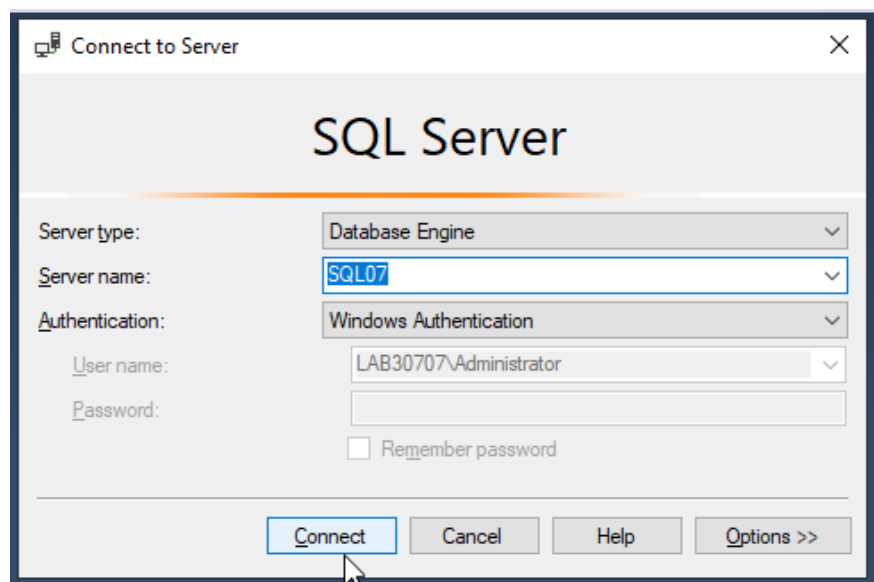 Connect to Server
SQL Server
Server type: Database Engine
Server name: SQL07
Authentication: Windows Authentication
User name: LAB30707\Administrator
Password:
Remember password
Connect Cancel Help Options >>